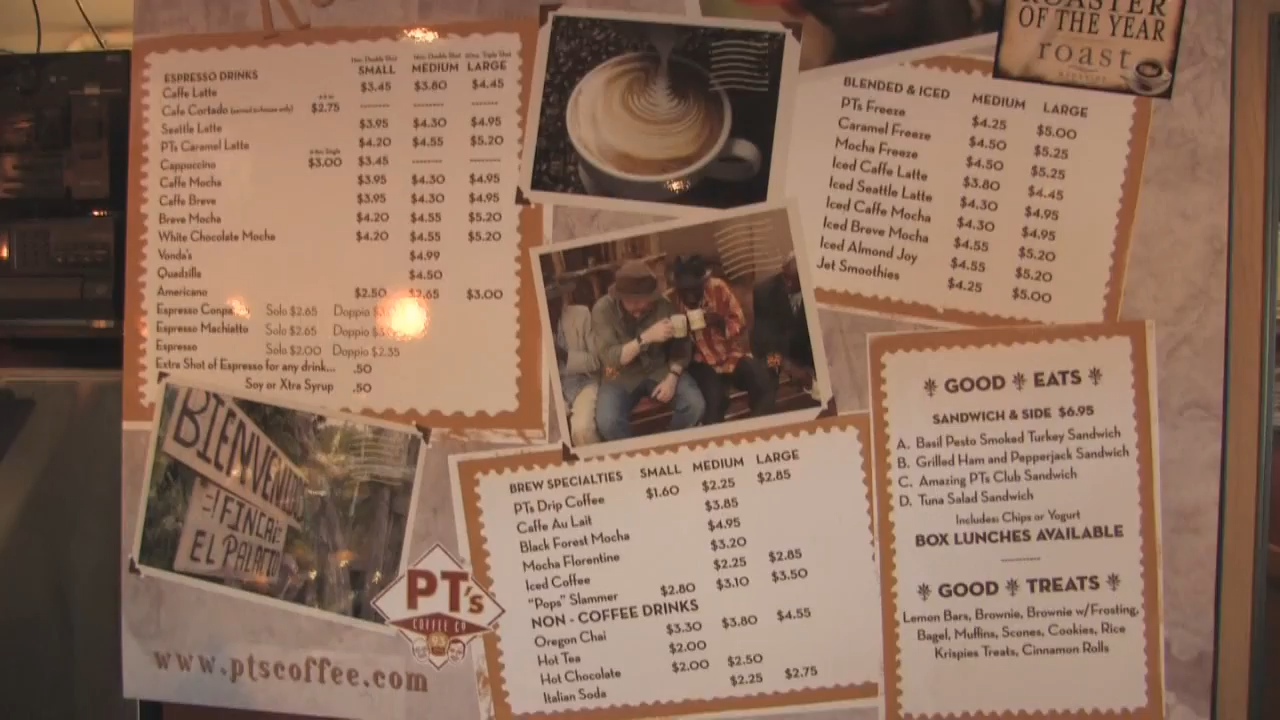 ESPRESSO DRINKS SMALL MEDIUM LARGE
Caffe Latte $3.45 $3.80 $4.45
Cafe Cortado $2.75 ------- ------- -------
Seattle Latte $3.95 $4.30 $4.95
PTs Caramel Latte $4.20 $4.55 $5.20
Cappuccino $3.00 $3.45 ------- -------
Caffe Mocha $3.95 $4.30 $4.95
Caffe Breve $3.95 $4.30 $4.95
Breve Mocha $4.20 $4.55 $5.20
White Chocolate Mocha $4.20 $4.55 $5.20
Vonda's $4.99
Quadzilla $4.50
Americano $2.50 $2.65 $3.00
Espresso Conpa Solo $2.65 Doppio
Espresso Machiatto Solo $2.65 Doppio
Espresso Solo $2.00 Doppio $2.35
Extra Shot of Espresso for any drink... .50
Soy or Xtra Syrup .50
BIENVENI
FINCA
EL PALACIO
PT's
COFFEE CO
www.ptscoffee.com
ROASTER
OF THE YEAR
roast
BLENDED & ICED MEDIUM LARGE
PTs Freeze $4.25 $5.00
Caramel Freeze $4.50 $5.25
Mocha Freeze $4.50 $5.25
Iced Caffe Latte $3.80 $4.45
Iced Seattle Latte $4.30 $4.95
Iced Caffe Mocha $4.30 $4.95
Iced Breve Mocha $4.55 $5.20
Iced Almond Joy $4.55 $5.20
Jet Smoothies $4.25 $5.00
BREW SPECIALTIES SMALL MEDIUM LARGE
PTs Drip Coffee $1.60 $2.25 $2.85
Caffe Au Lait $3.85
Black Forest Mocha $4.95
Mocha Florentine $3.20
Iced Coffee $2.25 $2.85
"Pops" Slammer $2.80 $3.10 $3.50
NON - COFFEE DRINKS
Oregon Chai $3.30 $3.80 $4.55
Hot Tea $2.00
Hot Chocolate $2.00 $2.50
Italian Soda $2.25 $2.75
GOOD EATS
SANDWICH & SIDE $6.95
A. Basil Pesto Smoked Turkey Sandwich
B. Grilled Ham and Pepperjack Sandwich
C. Amazing PTs Club Sandwich
D. Tuna Salad Sandwich
Includes: Chips or Yogurt
BOX LUNCHES AVAILABLE
GOOD TREATS
Lemon Bars, Brownie, Brownie w/Frosting,
Bagel, Muffins, Scones, Cookies, Rice
Krispies Treats, Cinnamon Rolls